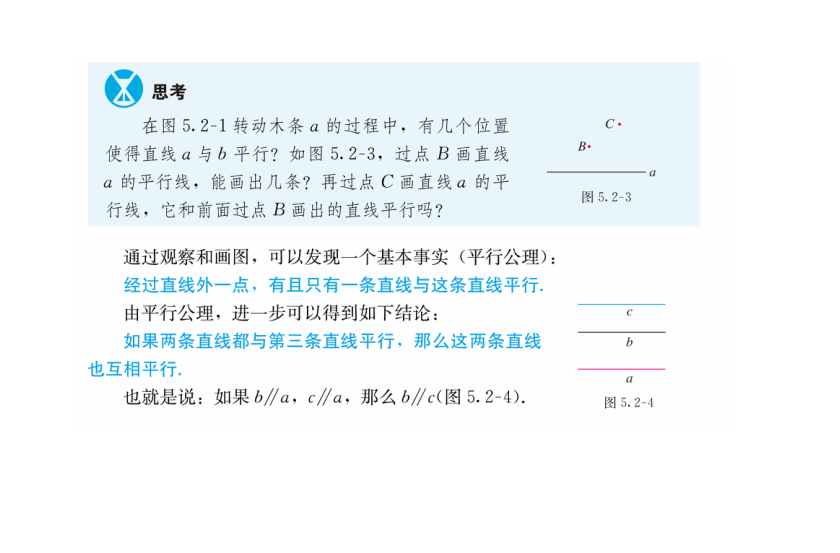 思考
在图 5.2-1 转动木条 a 的过程中，有几个位置
使得直线 a 与 b 平行？如图 5.2-3，过点 B 画直线
a 的平行线，能画出几条？再过点 C 画直线 a 的平
行线，它和前面过点 B 画出的直线平行吗？
C
B
a
图 5.2-3
通过观察和画图，可以发现一个基本事实（平行公理）：
经过直线外一点，有且只有一条直线与这条直线平行.
由平行公理，进一步可以得到如下结论：
如果两条直线都与第三条直线平行，那么这两条直线
也互相平行.
也就是说：如果 b∥a，c∥a，那么 b∥c(图 5.2-4).
c
b
a
图 5.2-4